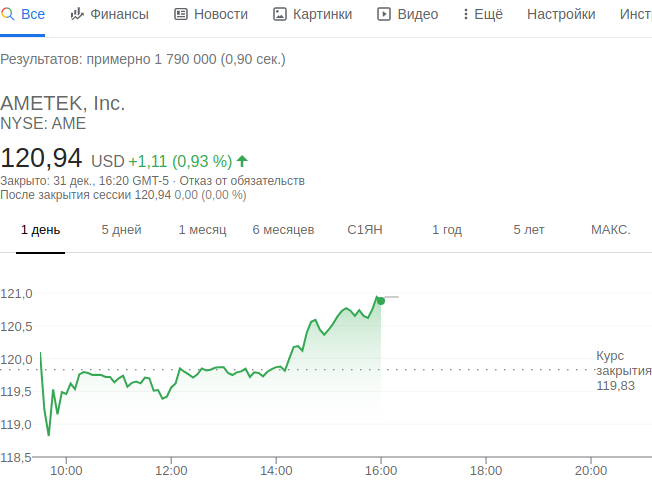 Все Финансы Новости Картинки Видео Ещё Настройки Инст
Результатов: примерно 1 790 000 (0,90 сек.)
AMETEK, Inc.
NYSE: AME
120,94 USD +1,11 (0,93 %)
Закрыто: 31 дек., 16:20 GMT-5 · Отказ от обязательств
После закрытия сессии 120,94 0,00 (0,00 %)
1 день 5 дней 1 месяц 6 месяцев С1ЯН 1 год 5 лет МАКС.
121,0
120,5
120,0
Курс
закрытия
119,83
119,5
119,0
118,5
10:00 12:00 14:00 16:00 18:00 20:00